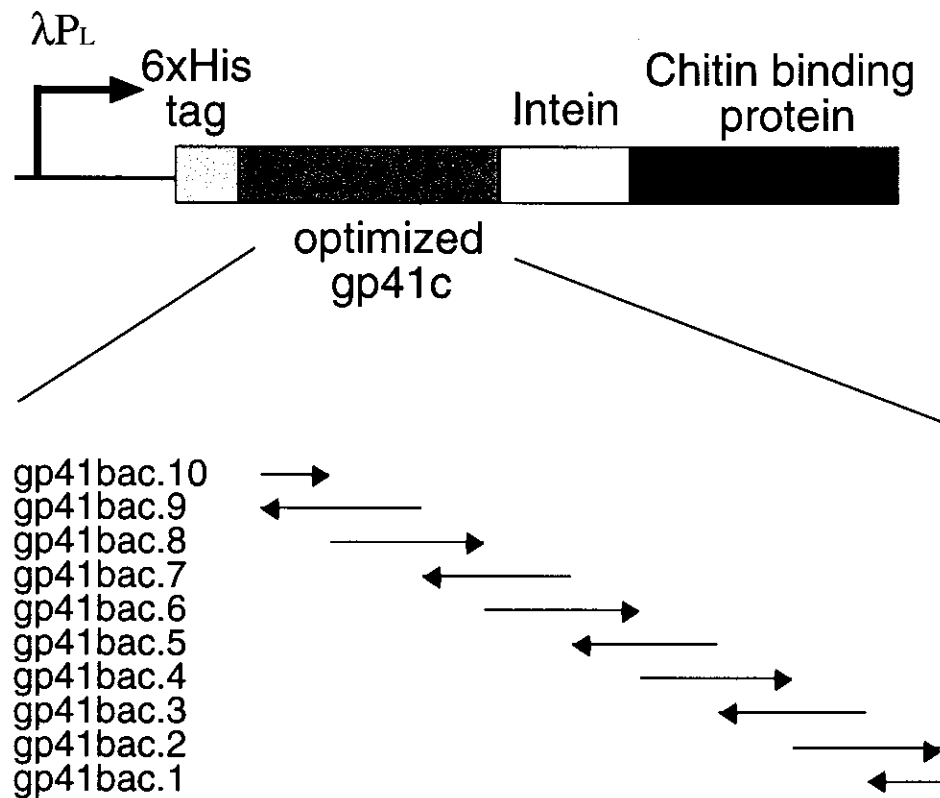 λPL
6xHis
tag
Intein
Chitin binding
protein
optimized
gp41c
gp41bac.10
gp41bac.9
gp41bac.8
gp41bac.7
gp41bac.6
gp41bac.5
gp41bac.4
gp41bac.3
gp41bac.2
gp41bac.1